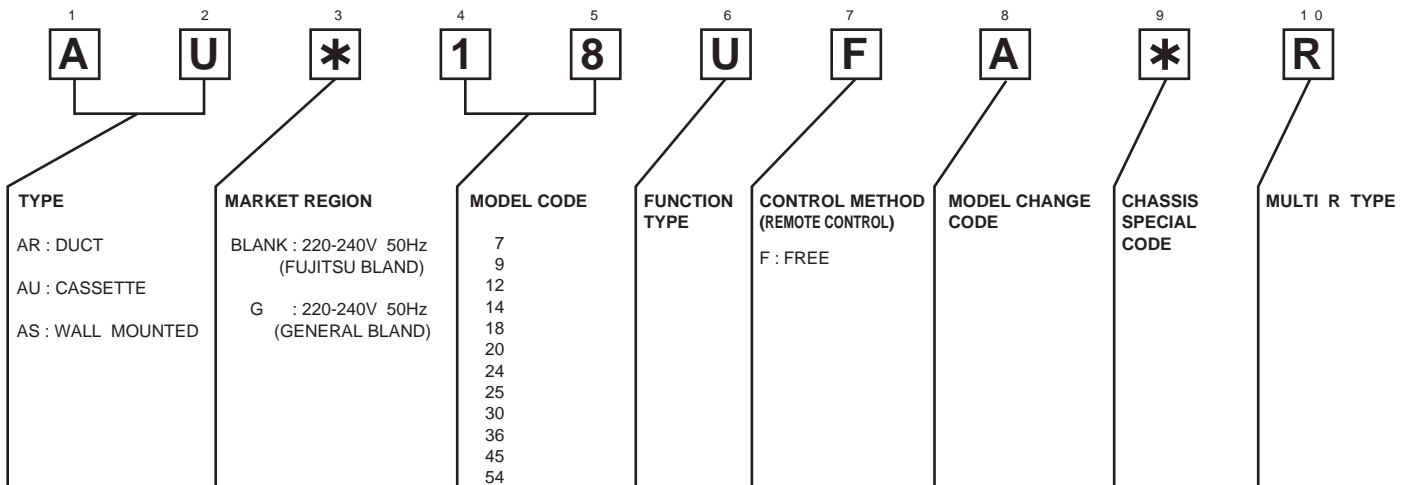 1 2 3 4 5 6 7 8 9 10
A U * 1 8 U F A * R
TYPE
AR : DUCT
AU : CASSETTE
AS : WALL MOUNTED
MARKET REGION
BLANK : 220-240V 50Hz
(FUJITSU BLAND)
G : 220-240V 50Hz
(GENERAL BLAND)
MODEL CODE
7
9
12
14
18
20
24
25
30
36
45
54
FUNCTION
TYPE
CONTROL METHOD
(REMOTE CONTROL)
F : FREE
MODEL CHANGE
CODE
CHASSIS
SPECIAL
CODE
MULTI R TYPE